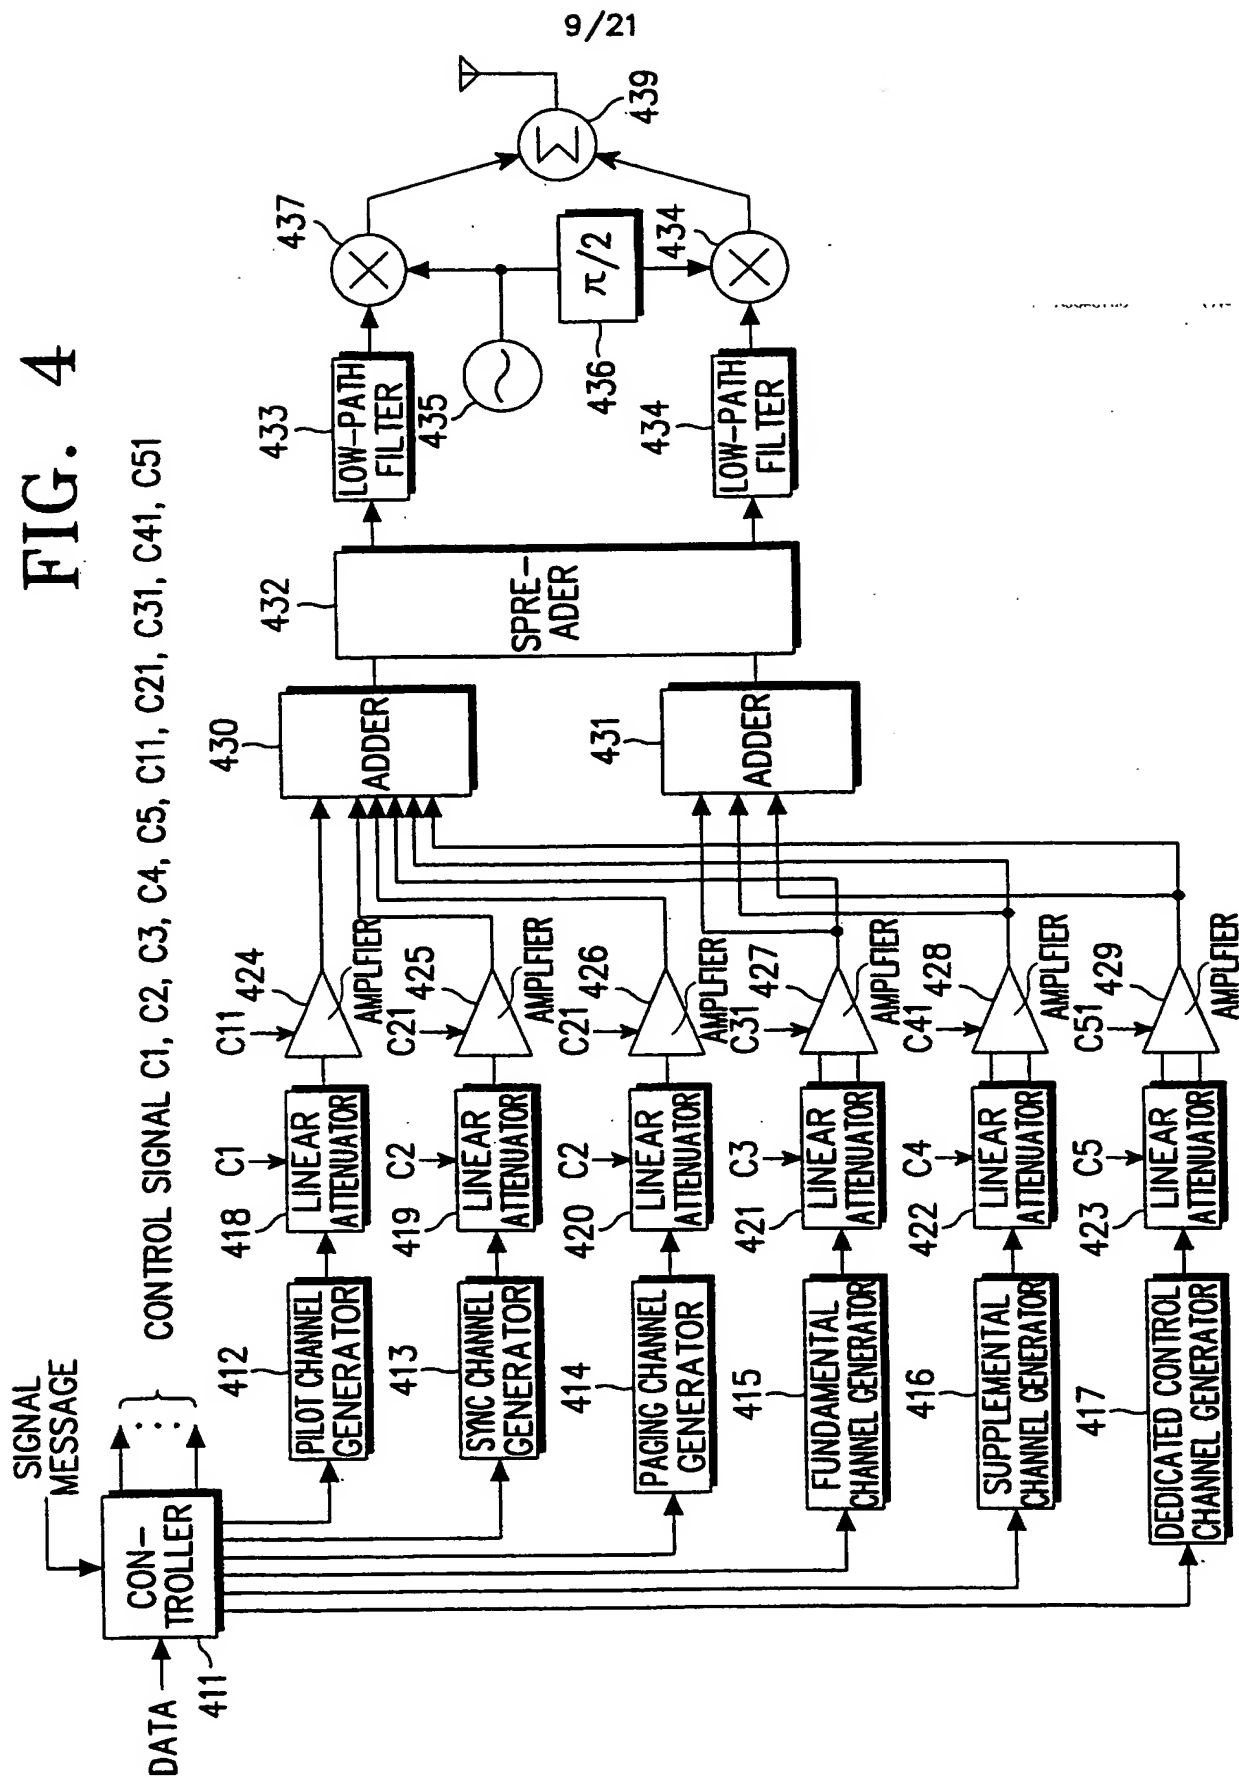 9/21
FIG. 4
SIGNAL
MESSAGE
CONTROL SIGNAL C1, C2, C3, C4, C5, C11, C21, C31, C41, C51
DATA
CON-
TROLLER
411
412
PILOT CHANNEL
GENERATOR
418
C1
LINEAR
ATTENUATOR
C11
424
AMPLFIER
413
SYNC CHANNEL
GENERATOR
419
C2
LINEAR
ATTENUATOR
C21
425
AMPLFIER
414
PAGING CHANNEL
GENERATOR
420
C2
LINEAR
ATTENUATOR
C21
426
AMPLFIER
415
FUNDAMENTAL
CHANNEL GENERATOR
421
C3
LINEAR
ATTENUATOR
C31
427
AMPLFIER
416
SUPPLEMENTAL
CHANNEL GENERATOR
422
C4
LINEAR
ATTENUATOR
C41
428
AMPLFIER
417
DEDICATED CONTROL
CHANNEL GENERATOR
423
C5
LINEAR
ATTENUATOR
C51
429
AMPLFIER
430
ADDER
431
ADDER
432
SPRE-
ADER
433
LOW-PATH
FILTER
434
LOW-PATH
FILTER
435
436
π/2
437
434
Σ
439